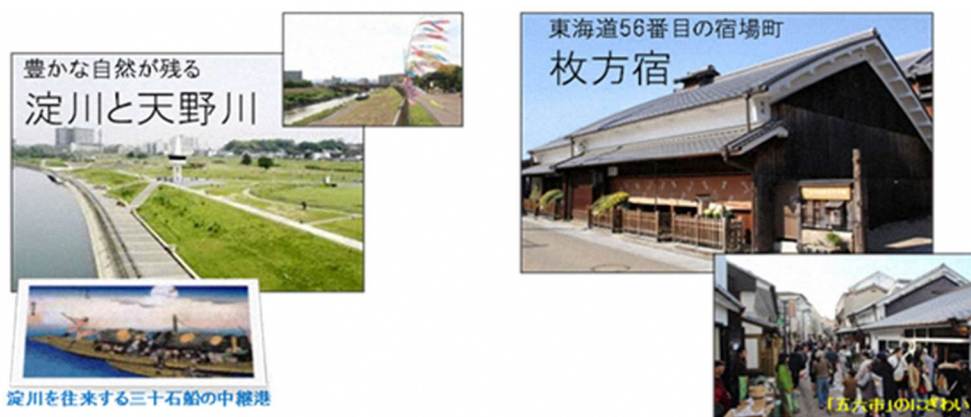 豊かな自然が残る
淀川と天野川
淀川を往来する三十石船の中継港
東海道56番目の宿場町
枚方宿
「五六市」のにぎわい